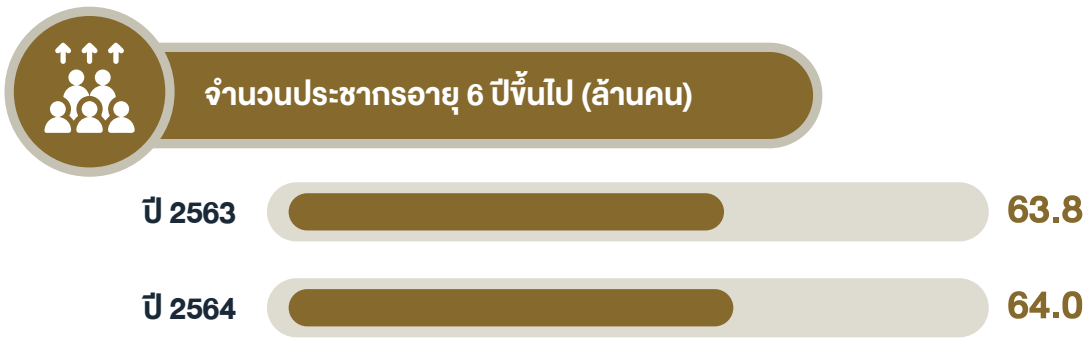 จำนวนประชากรอายุ 6 ปีขึ้นไป (ล้านคน)
ปี 2563 63.8
ปี 2564 64.0